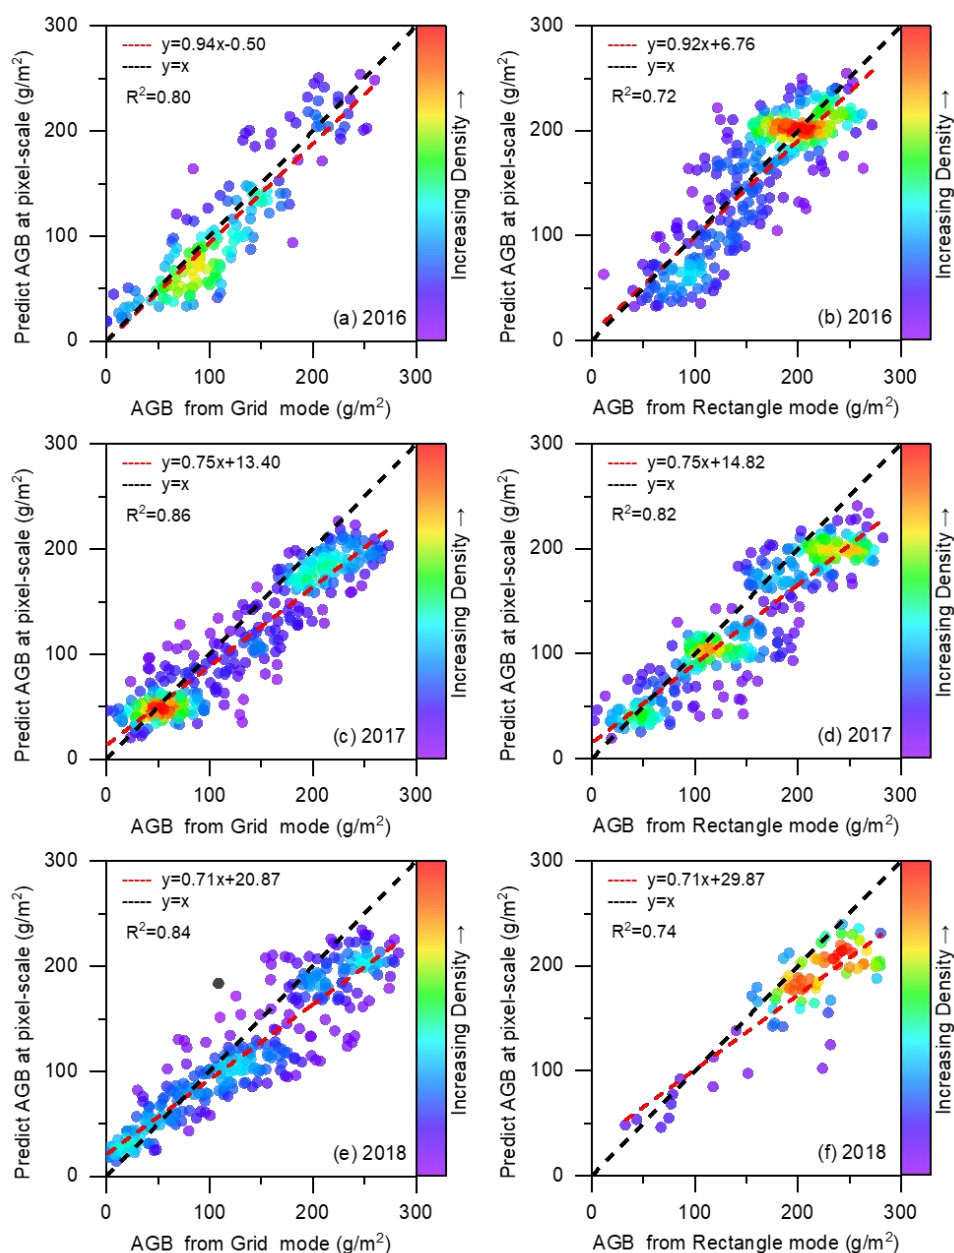 300
200
100
0
Predict AGB at pixel-scale (g/m²)
y=0.94x-0.50
y=x
R²=0.80
(a) 2016
0 100 200 300
AGB from Grid mode (g/m²)
Increasing Density →
300
200
100
0
Predict AGB at pixel-scale (g/m²)
y=0.92x+6.76
y=x
R²=0.72
(b) 2016
0 100 200 300
AGB from Rectangle mode (g/m²)
Increasing Density →
300
200
100
0
Predict AGB at pixel-scale (g/m²)
y=0.75x+13.40
y=x
R²=0.86
(c) 2017
0 100 200 300
AGB from Grid mode (g/m²)
Increasing Density →
300
200
100
0
Predict AGB at pixel-scale (g/m²)
y=0.75x+14.82
y=x
R²=0.82
(d) 2017
0 100 200 300
AGB from Rectangle mode (g/m²)
Increasing Density →
300
200
100
0
Predict AGB at pixel-scale (g/m²)
y=0.71x+20.87
y=x
R²=0.84
(e) 2018
0 100 200 300
AGB from Grid mode (g/m²)
Increasing Density →
300
200
100
0
Predict AGB at pixel-scale (g/m²)
y=0.71x+29.87
y=x
R²=0.74
(f) 2018
0 100 200 300
AGB from Rectangle mode (g/m²)
Increasing Density →